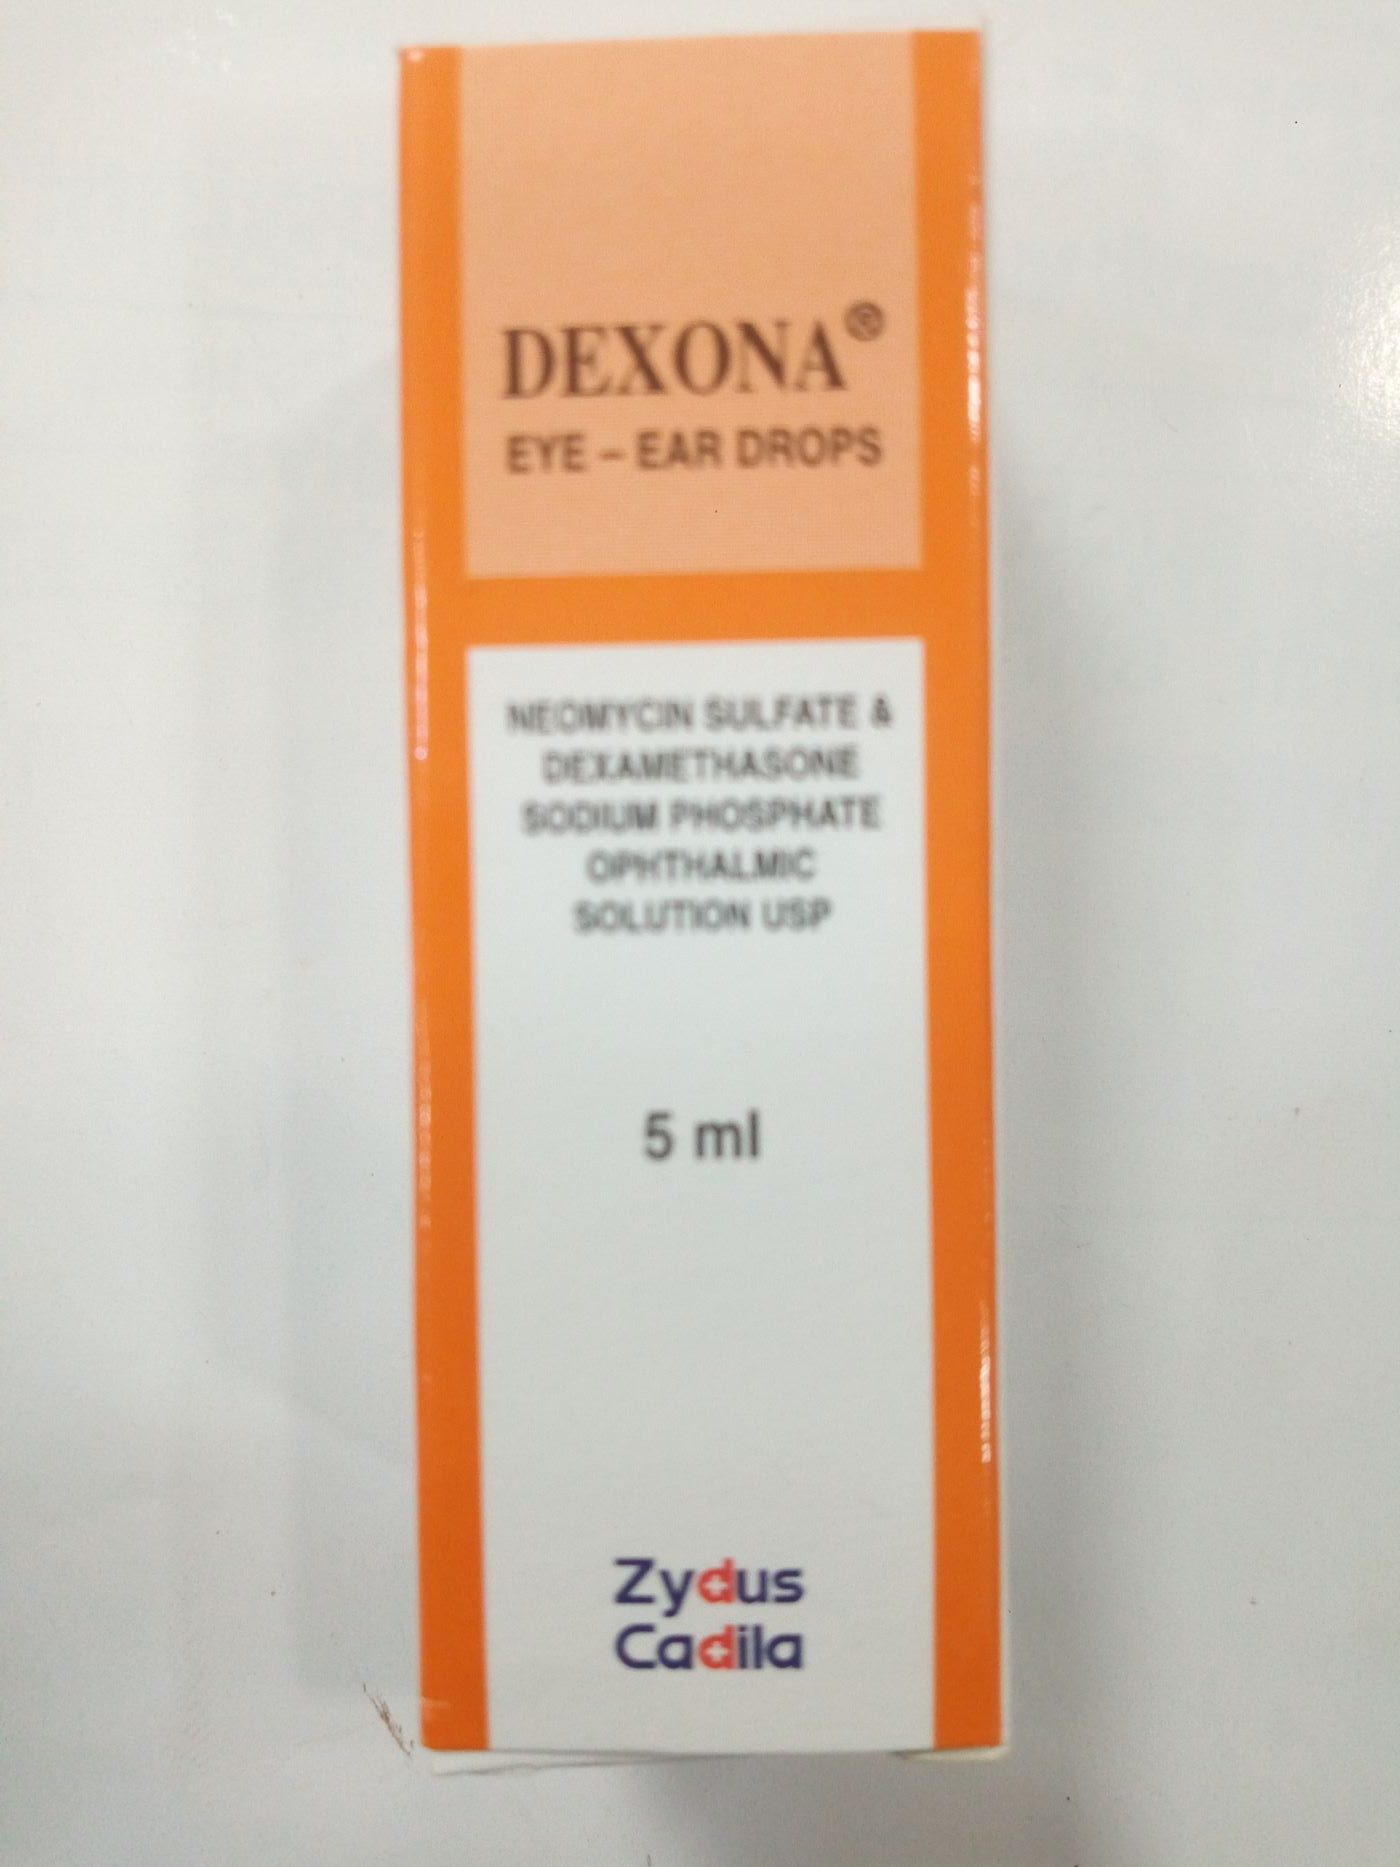 DEXONA®
EYE – EAR DROPS
NEOMYCIN SULFATE &
DEXAMETHASONE
SODIUM PHOSPHATE
OPHTHALMIC
SOLUTION USP
5 ml
Zydus
Cadila